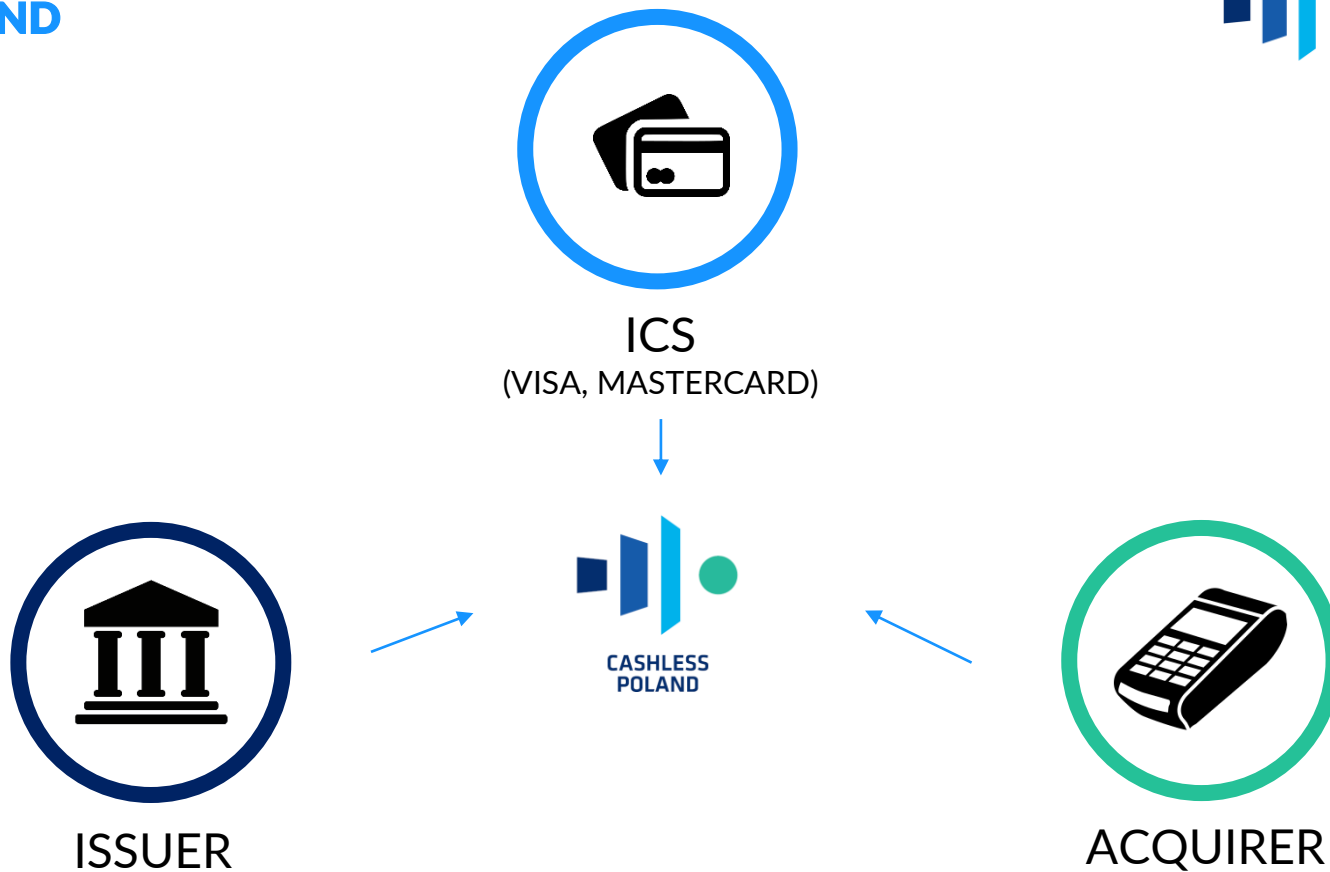 ND
ICS
(VISA, MASTERCARD)
CASHLESS
POLAND
ISSUER
ACQUIRER